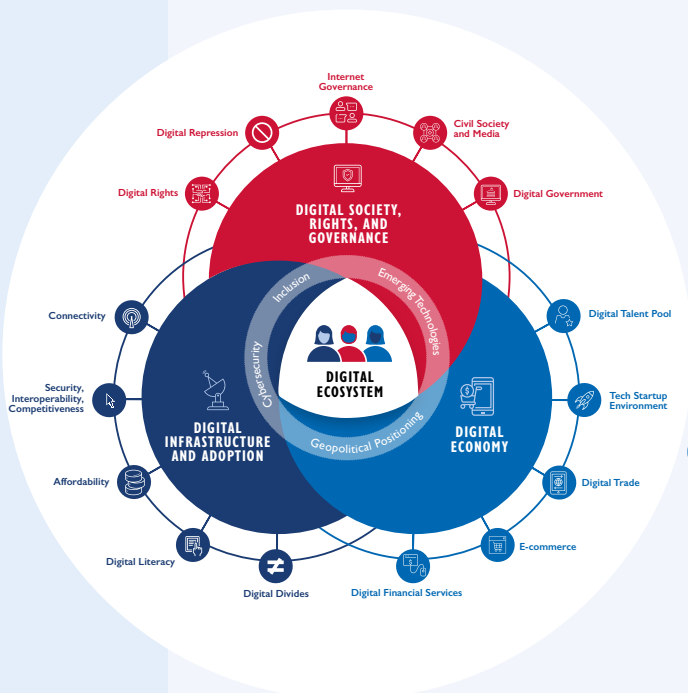 Internet
Governance
Digital Repression
Civil Society
and Media
Digital Rights
Digital Government
DIGITAL SOCIETY,
RIGHTS, AND
GOVERNANCE
Inclusion
Emerging Technologies
Cybersecurity
Geopolitical Positioning
DIGITAL
ECOSYSTEM
Connectivity
Security,
Interoperability,
Competitiveness
Affordability
Digital Literacy
Digital Divides
DIGITAL
INFRASTRUCTURE
AND ADOPTION
Digital Talent Pool
Tech Startup
Environment
Digital Trade
E-commerce
Digital Financial Services
DIGITAL
ECONOMY